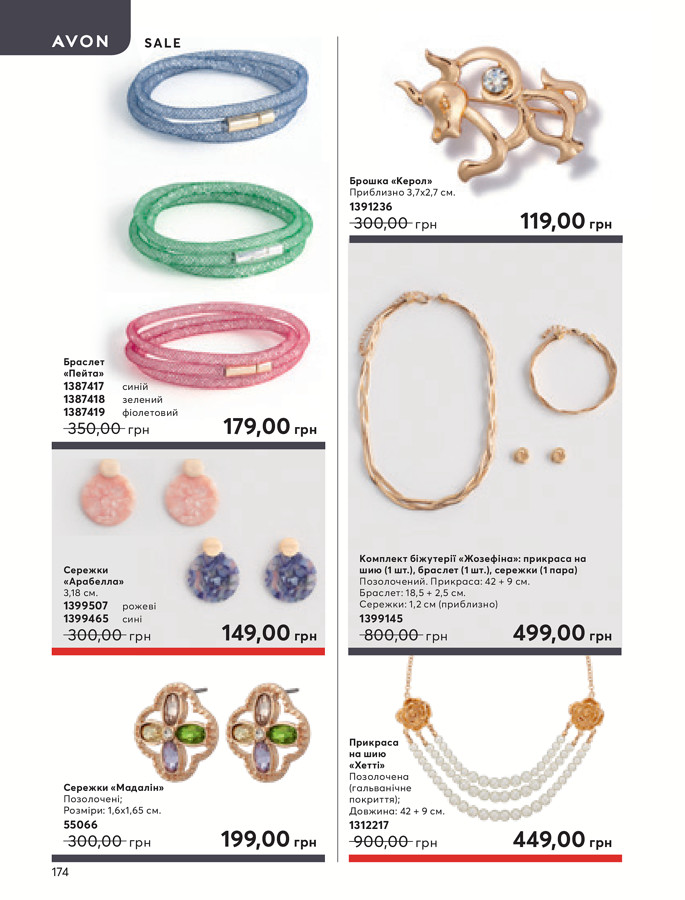 AVON
SALE
Браслет
«Пейта»
1387417 синій
1387418 зелений
1387419 фіолетовий
350,00 грн
179,00 грн
Сережки
«Арабелла»
3,18 см.
1399507 рожеві
1399465 сині
300,00 грн
149,00 грн
Сережки «Мадалін»
Позолочені;
Розміри: 1,6х1,65 см.
55066
300,00 грн
199,00 грн
174
Брошка «Керол»
Приблизно 3,7х2,7 см.
1391236
300,00 грн
119,00 грн
Комплект біжутерії «Жозефіна»: прикраса на
шию (1 шт.), браслет (1 шт.), сережки (1 пара)
Позолочений. Прикраса: 42 + 9 см.
Браслет: 18,5 + 2,5 см.
Сережки: 1,2 см (приблизно)
1399145
800,00 грн
499,00 грн
Прикраса
на шию
«Хетті»
Позолочена
(гальванічне
покриття);
Довжина: 42 + 9 см.
1312217
900,00 грн
449,00 грн